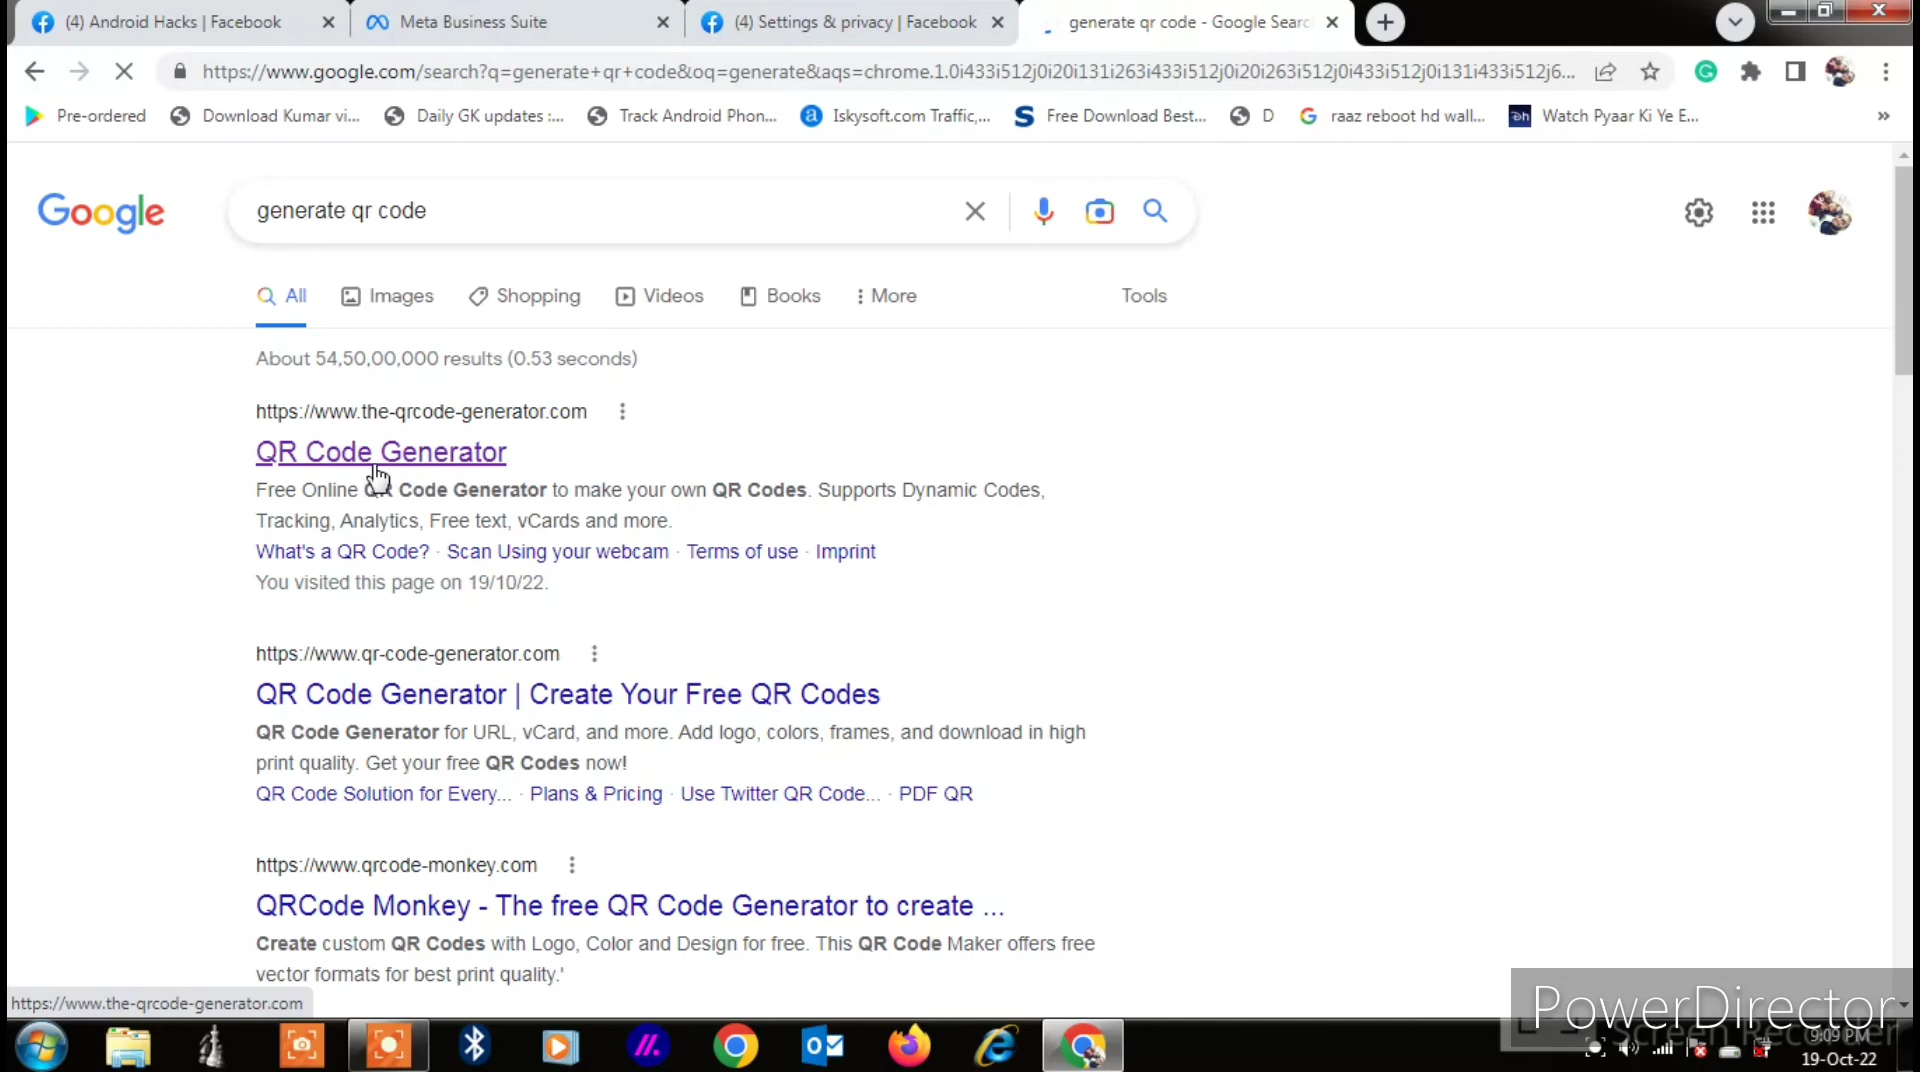 (4) Android Hacks | Facebook
Meta Business Suite
(4) Settings & privacy | Facebook
generate qr code - Google Searc
https://www.google.com/search?q=generate+qr+code&oq=generate&aqs=chrome.1.0i433i512j0i20i131i263i433i512j0i20i263i512j0i433i512j0i131i433i512j6...
Pre-ordered
Download Kumar vi...
Daily GK updates :...
Track Android Phon...
Iskysoft.com Traffic,...
Free Download Best...
D
raaz reboot hd wall...
Watch Pyaar Ki Ye E...
Google
generate qr code
All
Images
Shopping
Videos
Books
More
Tools
About 54,50,00,000 results (0.53 seconds)
https://www.the-qrcode-generator.com
QR Code Generator
Free Online QR Code Generator to make your own QR Codes. Supports Dynamic Codes,
Tracking, Analytics, Free text, vCards and more.
What's a QR Code? · Scan Using your webcam · Terms of use · Imprint
You visited this page on 19/10/22.
https://www.qr-code-generator.com
QR Code Generator | Create Your Free QR Codes
QR Code Generator for URL, vCard, and more. Add logo, colors, frames, and download in high
print quality. Get your free QR Codes now!
QR Code Solution for Every... · Plans & Pricing · Use Twitter QR Code... · PDF QR
https://www.qrcode-monkey.com
QRCode Monkey - The free QR Code Generator to create ...
Create custom QR Codes with Logo, Color and Design for free. This QR Code Maker offers free
vector formats for best print quality.'
https://www.the-qrcode-generator.com
PowerDirector
Screen Recorder
9:09 PM
19-Oct-22